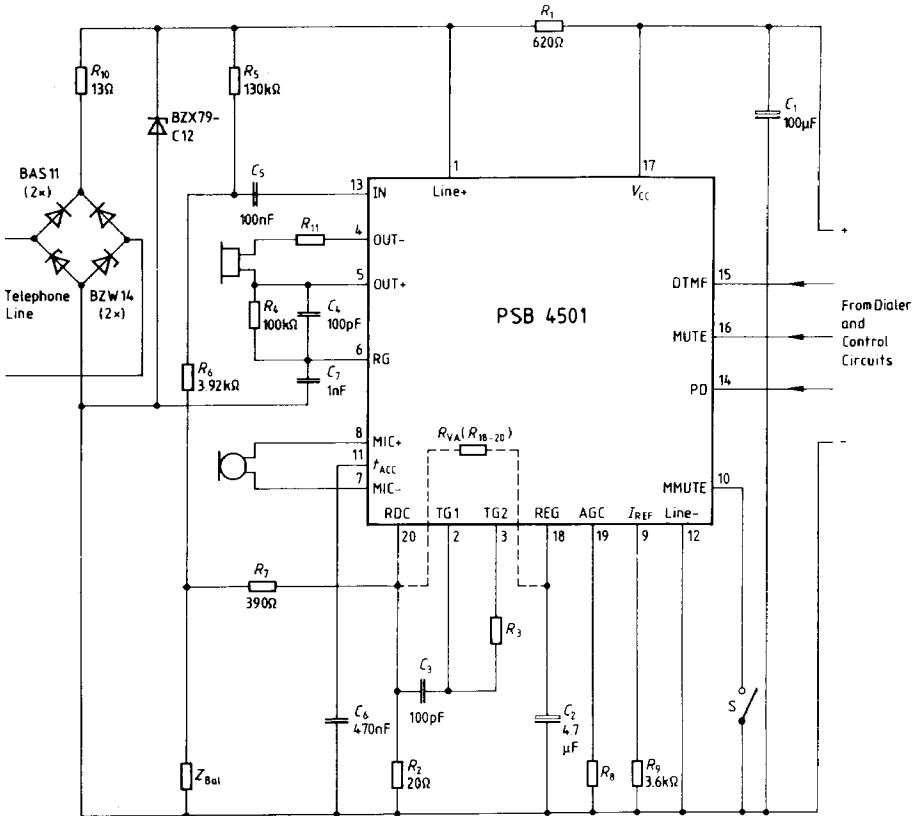 R1
620Ω
R10
13Ω
R5
130kΩ
BZX79-
C12
C1
100μF
BAS11
(2×)
C5
100nF
13
IN
1
Line+
17
VCC
R11
4
OUT-
5
OUT+
+
Telephone
Line
BZW14
(2×)
R4
100kΩ
C4
100pF
PSB 4501
DTMF
15
From Dialer
and
Control
Circuits
MUTE
16
6
RG
R6
3.92kΩ
C7
1nF
PD
14
8
MIC+
RVA(R18-20)
-
11
tACC
7
MIC-
MMUTE
10
RDC
TG1
TG2
REG
AGC
IREF
Line-
20
2
3
18
19
9
12
R7
390Ω
R3
C3
100pF
C6
470nF
C2
4.7
μF
S
ZBal
R2
20Ω
R8
R9
3.6kΩ